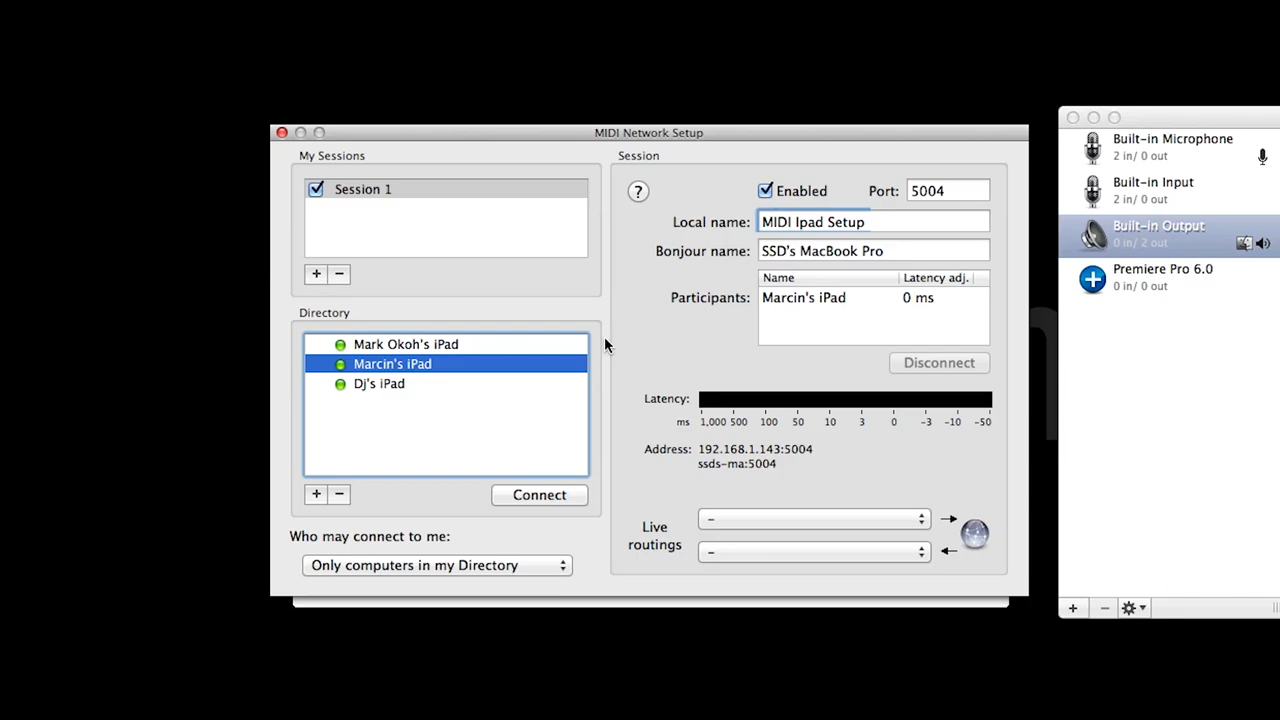 MIDI Network Setup
My Sessions
Session 1
+ −
Directory
Mark Okoh's iPad
Marcin's iPad
Dj's iPad
+ −
Connect
Who may connect to me:
Only computers in my Directory
Session
?
Enabled
Port: 5004
Local name: MIDI Ipad Setup
Bonjour name: SSD's MacBook Pro
Name Latency adj.
Participants: Marcin's iPad 0 ms
Disconnect
Latency:
ms 1,000 500 100 50 10 3 0 -3 -10 -50
Address: 192.168.1.143:5004
ssds-ma:5004
Live routings
–
–
Built-in Microphone
2 in/ 0 out
Built-in Input
2 in/ 0 out
Built-in Output
0 in/ 2 out
Premiere Pro 6.0
0 in/ 0 out
+ −